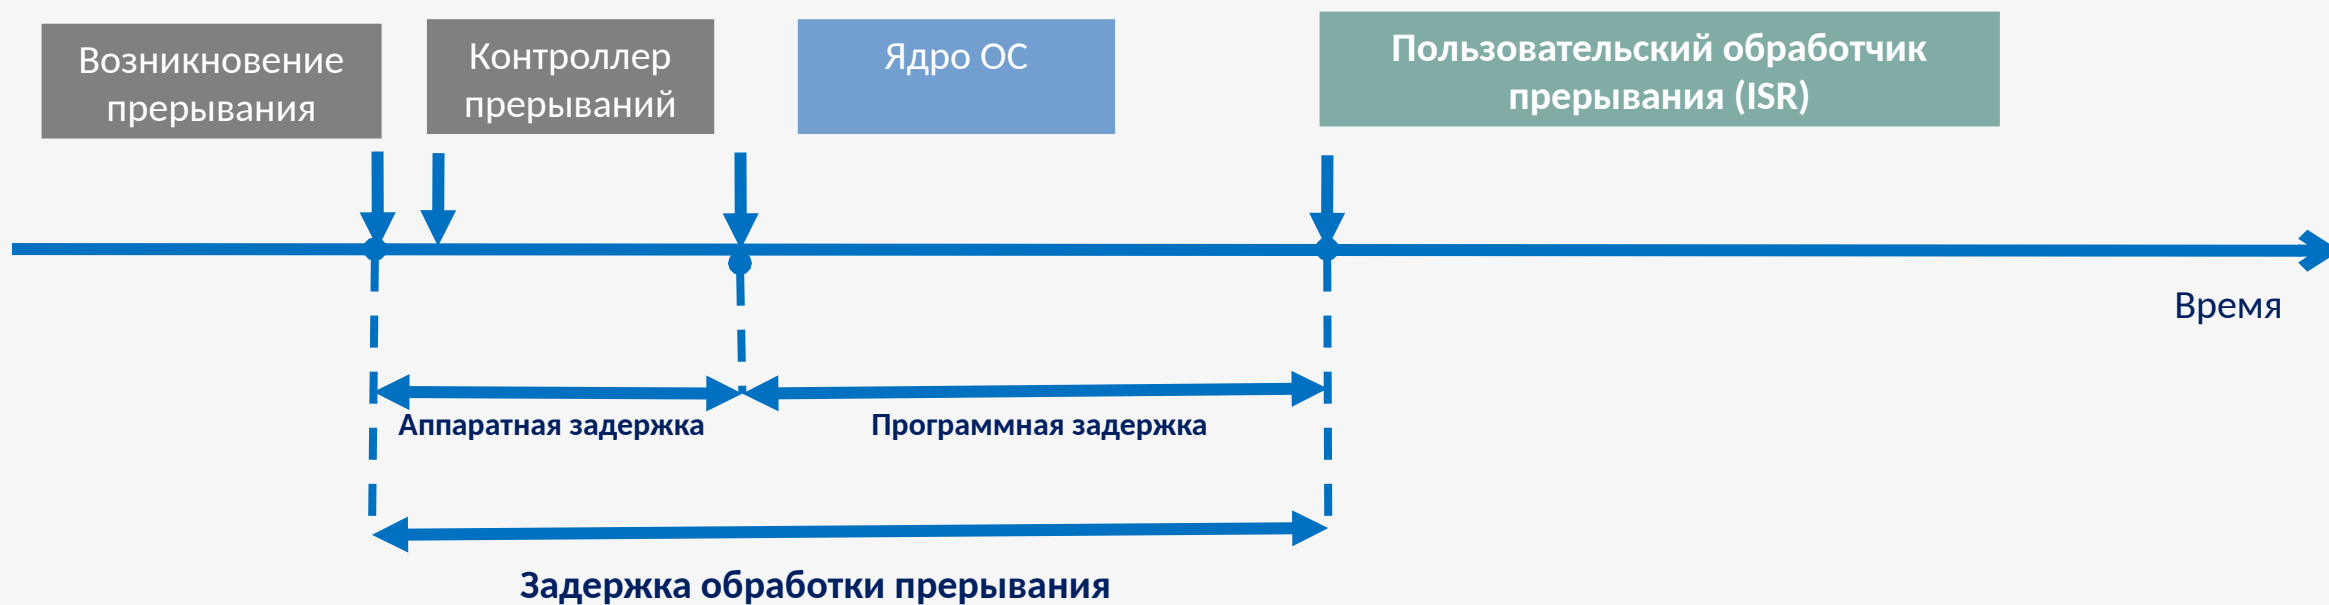 Возникновение
прерывания
Контроллер
прерываний
Ядро ОС
Пользовательский обработчик
прерывания (ISR)
Время
Аппаратная задержка
Программная задержка
Задержка обработки прерывания